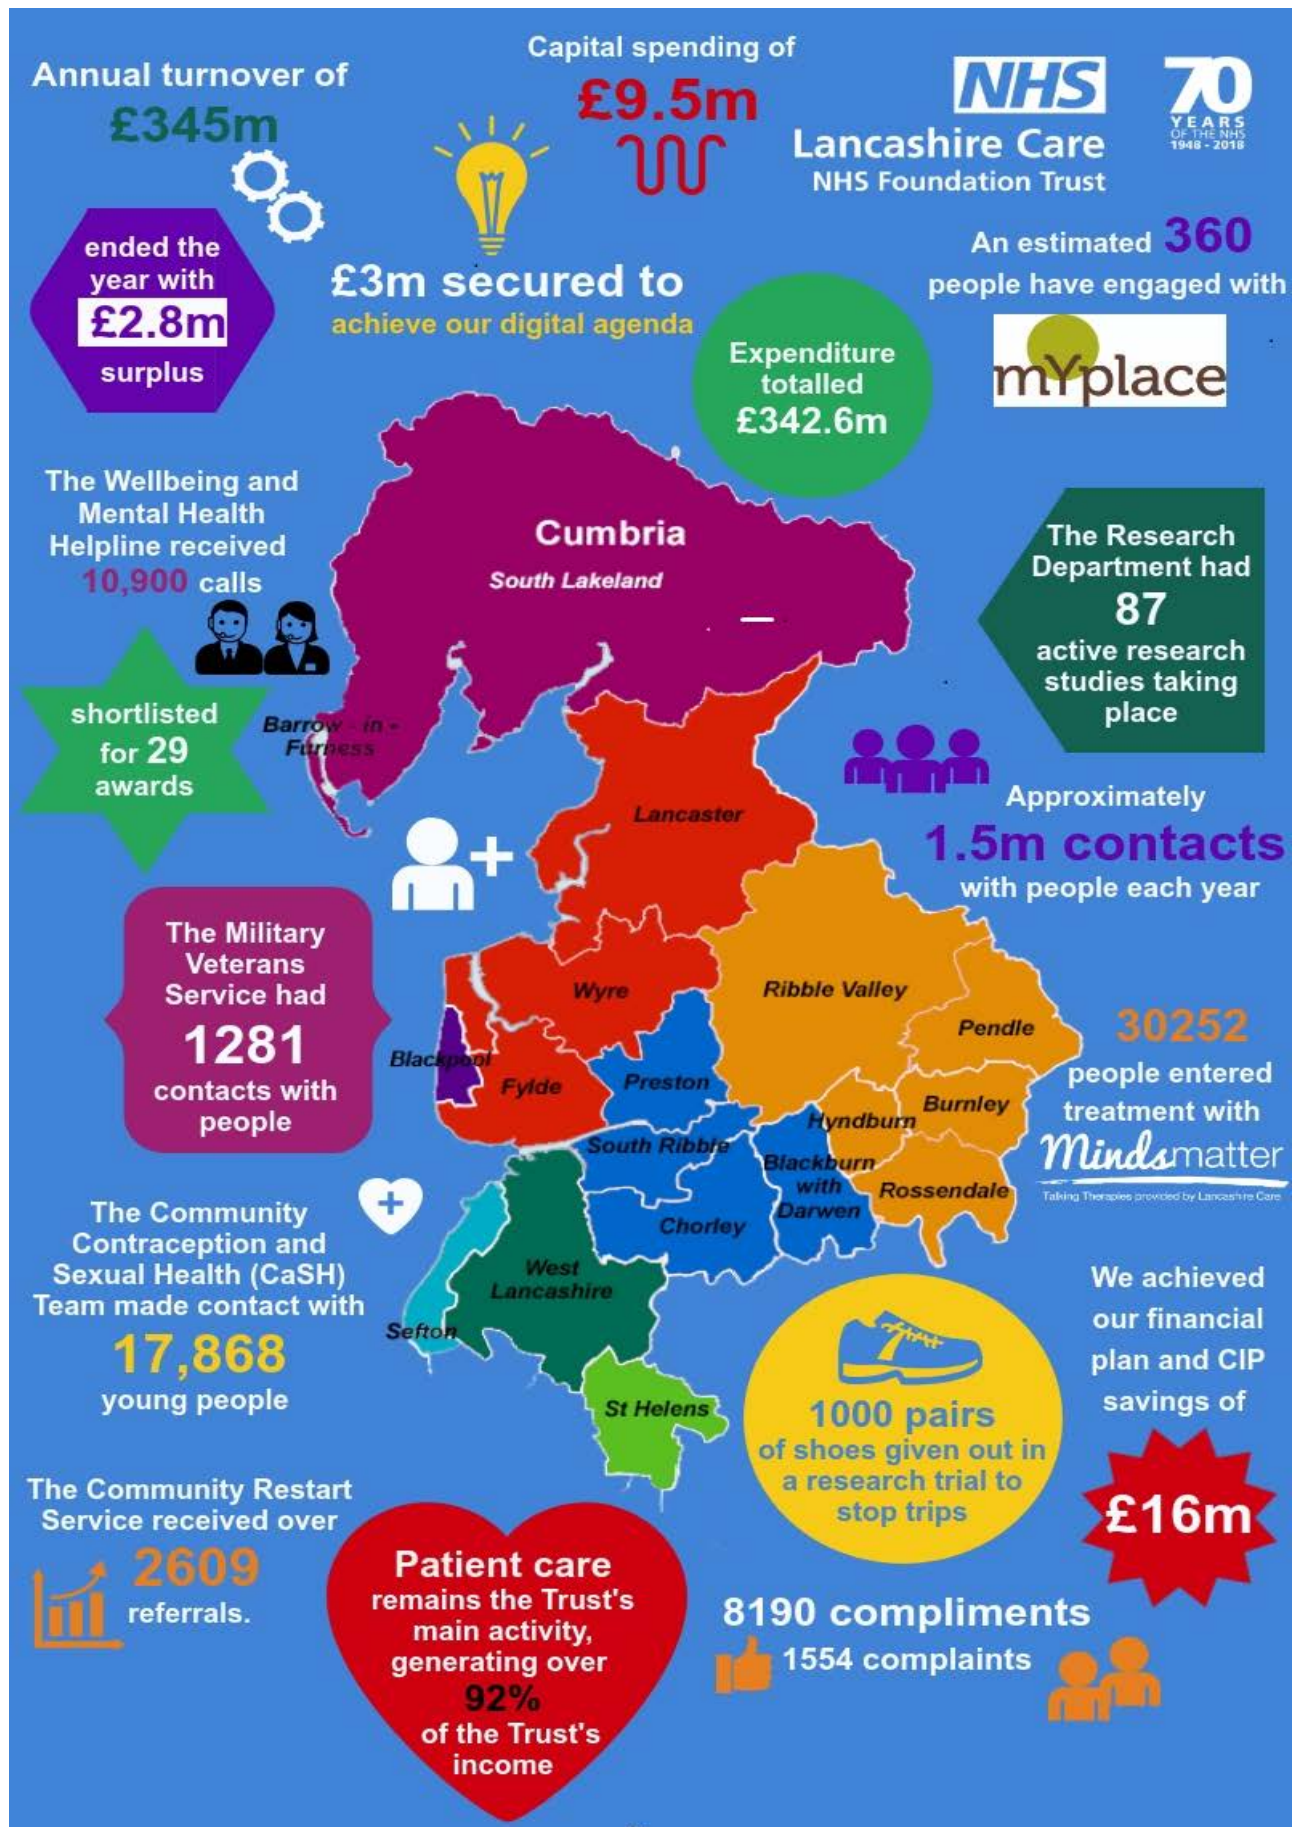 Annual turnover of
£345m
Capital spending of
£9.5m
NHS
Lancashire Care
NHS Foundation Trust
70
YEARS
OF THE NHS
1948 - 2018
ended the
year with
£2.8m
surplus
£3m secured to
achieve our digital agenda
An estimated 360
people have engaged with
mYplace
Expenditure
totalled
£342.6m
The Wellbeing and
Mental Health
Helpline received
10,900 calls
Cumbria
South Lakeland
The Research
Department had
87
active research
studies taking
place
shortlisted
for 29
awards
Barrow - in -
Furness
Lancaster
Approximately
1.5m contacts
with people each year
The Military
Veterans
Service had
1281
contacts with
people
Wyre
Ribble Valley
Pendle
Blackpool
Fylde
Preston
Hyndburn
Burnley
South Ribble
Blackburn
with
Darwen
Rossendale
Chorley
30252
people entered
treatment with
Mindsmatter
Talking Therapies provided by Lancashire Care
The Community
Contraception and
Sexual Health (CaSH)
Team made contact with
17,868
young people
West
Lancashire
Sefton
St Helens
We achieved
our financial
plan and CIP
savings of
£16m
1000 pairs
of shoes given out in
a research trial to
stop trips
The Community Restart
Service received over
2609
referrals.
Patient care
remains the Trust's
main activity,
generating over
92%
of the Trust's
income
8190 compliments
1554 complaints